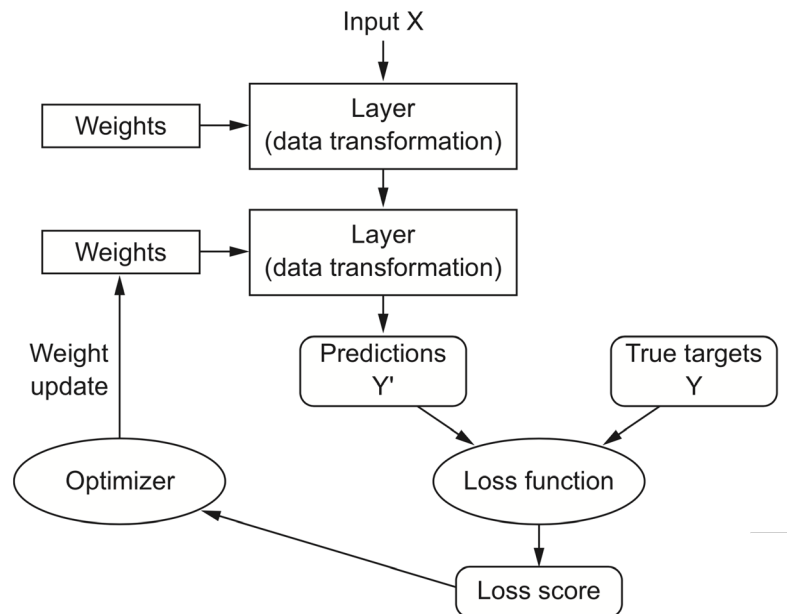 Input X
Layer
(data transformation)
Weights
Layer
(data transformation)
Weights
Weight
update
Predictions
Y'
True targets
Y
Optimizer
Loss function
Loss score